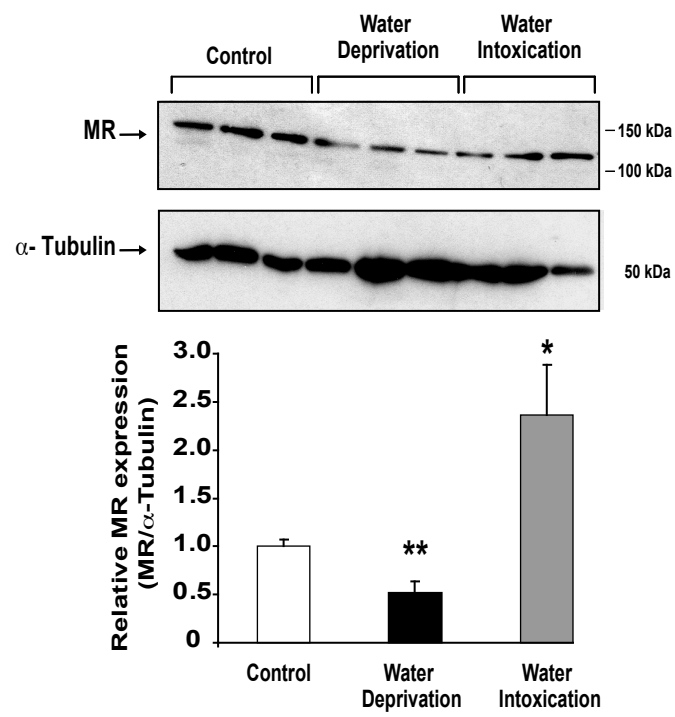 Control
Water
Deprivation
Water
Intoxication
MR
150 kDa
100 kDa
α- Tubulin
50 kDa
Relative MR expression
(MR/α-Tubulin)
3.0
2.5
2.0
1.5
1.0
0.5
0
**
*
Control
Water
Deprivation
Water
Intoxication